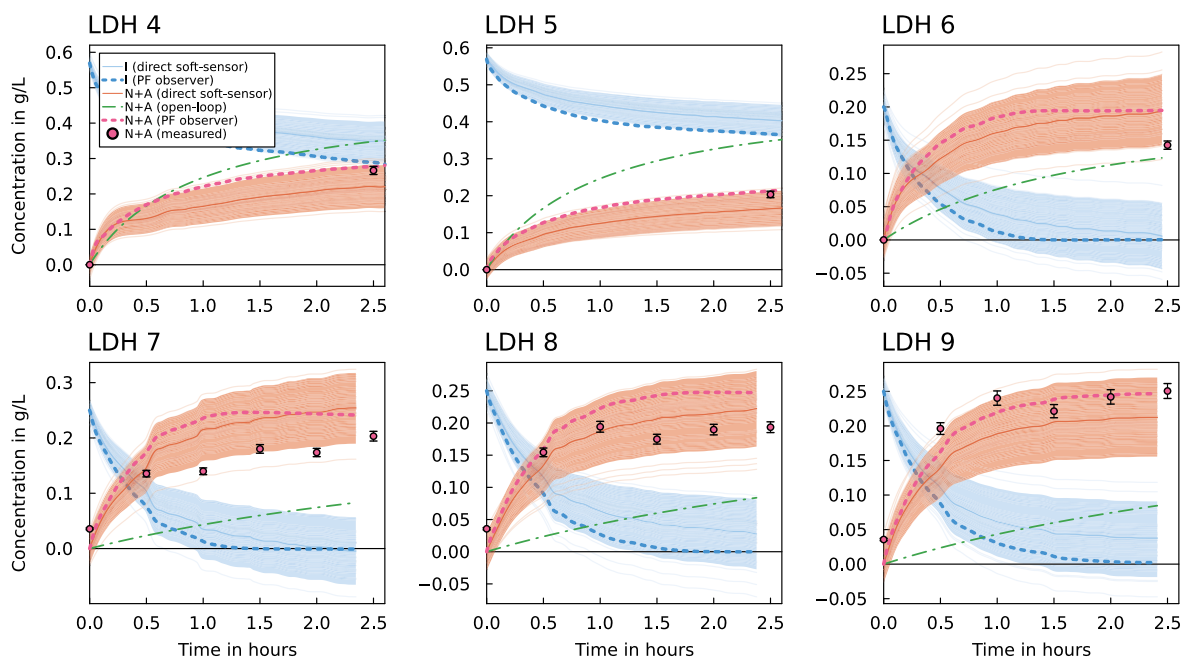 LDH 4
LDH 5
LDH 6
Concentration in g/L
0.6
0.5
0.4
0.3
0.2
0.1
0.0
I (direct soft-sensor)
I (PF observer)
N+A (direct soft-sensor)
N+A (open-loop)
N+A (PF observer)
N+A (measured)
0.0 0.5 1.0 1.5 2.0 2.5
0.6
0.5
0.4
0.3
0.2
0.1
0.0
0.0 0.5 1.0 1.5 2.0 2.5
0.25
0.20
0.15
0.10
0.05
0.00
−0.05
0.0 0.5 1.0 1.5 2.0 2.5
LDH 7
LDH 8
LDH 9
Concentration in g/L
0.3
0.2
0.1
0.0
0.0 0.5 1.0 1.5 2.0 2.5
Time in hours
0.25
0.20
0.15
0.10
0.05
0.00
−0.05
0.0 0.5 1.0 1.5 2.0 2.5
Time in hours
0.25
0.20
0.15
0.10
0.05
0.00
−0.05
0.0 0.5 1.0 1.5 2.0 2.5
Time in hours